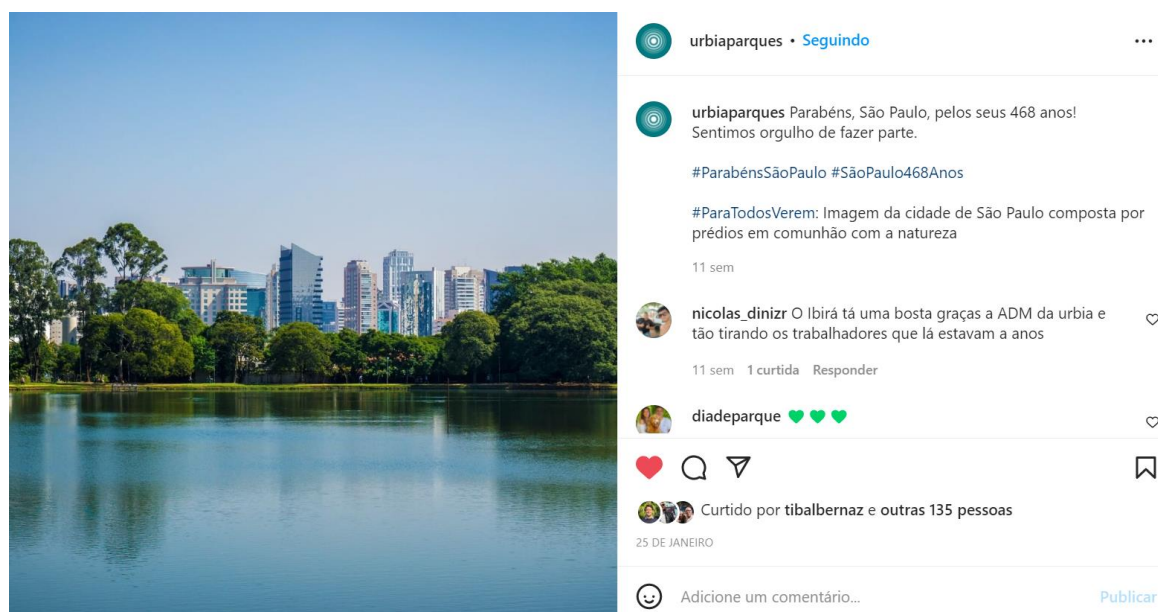 urbiaparques • Seguindo
urbiaparques Parabéns, São Paulo, pelos seus 468 anos!
Sentimos orgulho de fazer parte.
#ParabénsSãoPaulo #SãoPaulo468Anos
#ParaTodosVerem: Imagem da cidade de São Paulo composta por
prédios em comunhão com a natureza
11 sem
nicolas_dinizr O Ibirá tá uma bosta graças a ADM da urbia e
tão tirando os trabalhadores que lá estavam a anos
11 sem 1 curtida Responder
diadeparque 💚 💚 💚
Curtido por tibalbernaz e outras 135 pessoas
25 DE JANEIRO
Adicione um comentário... Publicar